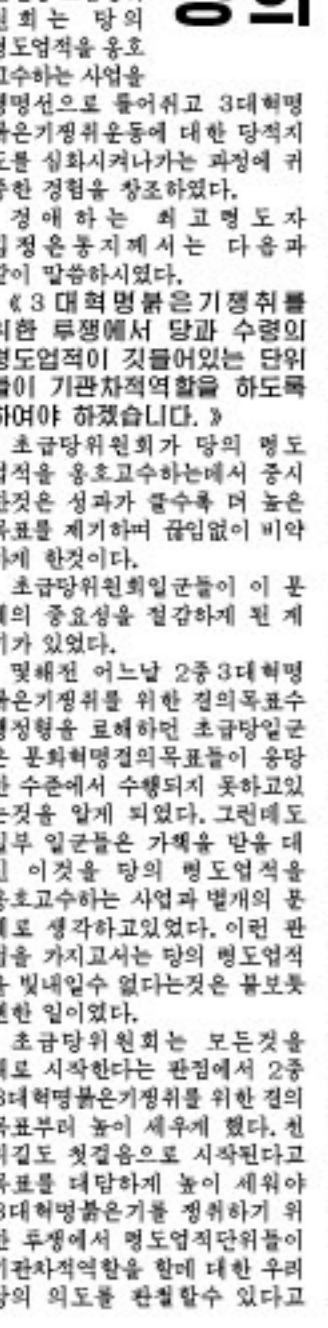 당의
원회는 당의
령도업적을 옹호
고수하는 사업을
생명선으로 틀어쥐고 3대혁명
붉은기쟁취운동에 대한 당적지
도를 심화시켜나가는 과정에 귀
중한 경험을 창조하였다.
경애하는 최고령도자
김정은동지께서는 다음과
같이 말씀하시였다.
《3대혁명붉은기쟁취를
위한 투쟁에서 당과 수령의
령도업적이 깃들어있는 단위
들이 기관차적역할을 하도록
하여야 하겠습니다.》
초급당위원회가 당의 령도
업적을 옹호고수하는데서 중시
한것은 성과가 클수록 더 높은
목표를 제기하며 끊임없이 비약
하게 한것이다.
초급당위원회일군들이 이 문
제의 중요성을 절감하게 된 계
기가 있었다.
몇해전 어느날 2중3대혁명
붉은기쟁취를 위한 결의목표수
행정형을 료해하던 초급당일군
은 문화혁명결의목표들이 응당
한 수준에서 수행되지 못하고있
는것을 알게 되였다. 그런데도
일부 일군들은 가책을 받을 대
신 이것을 당의 령도업적을
옹호고수하는 사업과 별개의 문
제로 생각하고있었다. 이런 관
점을 가지고서는 당의 령도업적
을 빛내일수 없다는것은 불보듯
뻔한 일이였다.
초급당위원회는 모든것을
새로 시작한다는 관점에서 2중
3대혁명붉은기쟁취를 위한 결의
목표부터 높이 세우게 했다. 천
리길도 첫걸음으로 시작된다고
목표를 대담하게 높이 세워야
3대혁명붉은기를 쟁취하기 위
한 투쟁에서 령도업적단위들이
기관차적역할을 할데 대한 우리
당의 의도를 관철할수 있다고